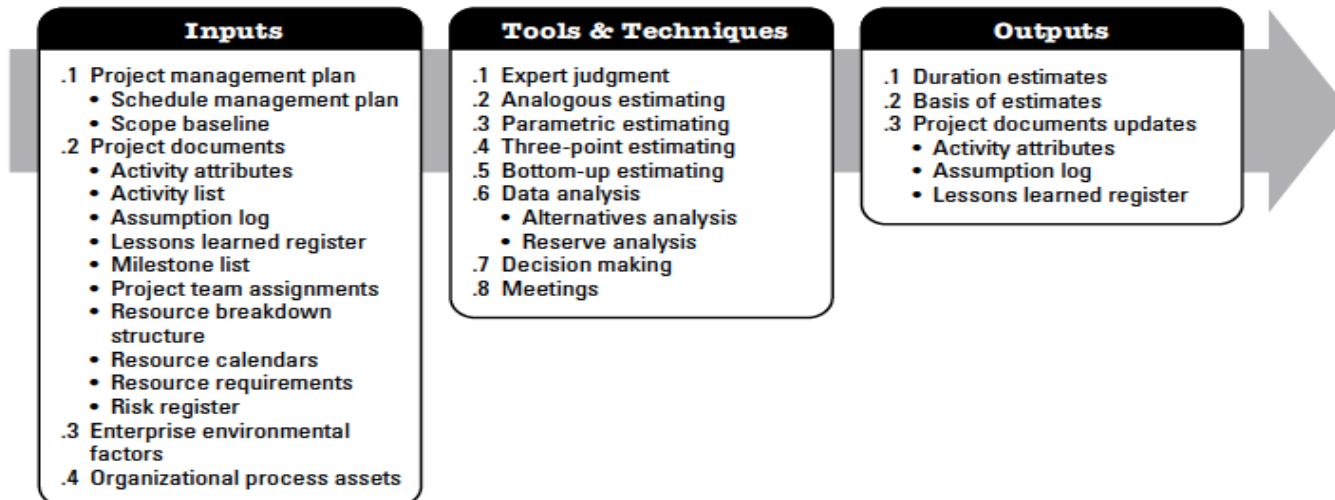 Inputs
.1 Project management plan
• Schedule management plan
• Scope baseline
.2 Project documents
• Activity attributes
• Activity list
• Assumption log
• Lessons learned register
• Milestone list
• Project team assignments
• Resource breakdown
structure
• Resource calendars
• Resource requirements
• Risk register
.3 Enterprise environmental
factors
.4 Organizational process assets
Tools & Techniques
.1 Expert judgment
.2 Analogous estimating
.3 Parametric estimating
.4 Three-point estimating
.5 Bottom-up estimating
.6 Data analysis
• Alternatives analysis
• Reserve analysis
.7 Decision making
.8 Meetings
Outputs
.1 Duration estimates
.2 Basis of estimates
.3 Project documents updates
• Activity attributes
• Assumption log
• Lessons learned register